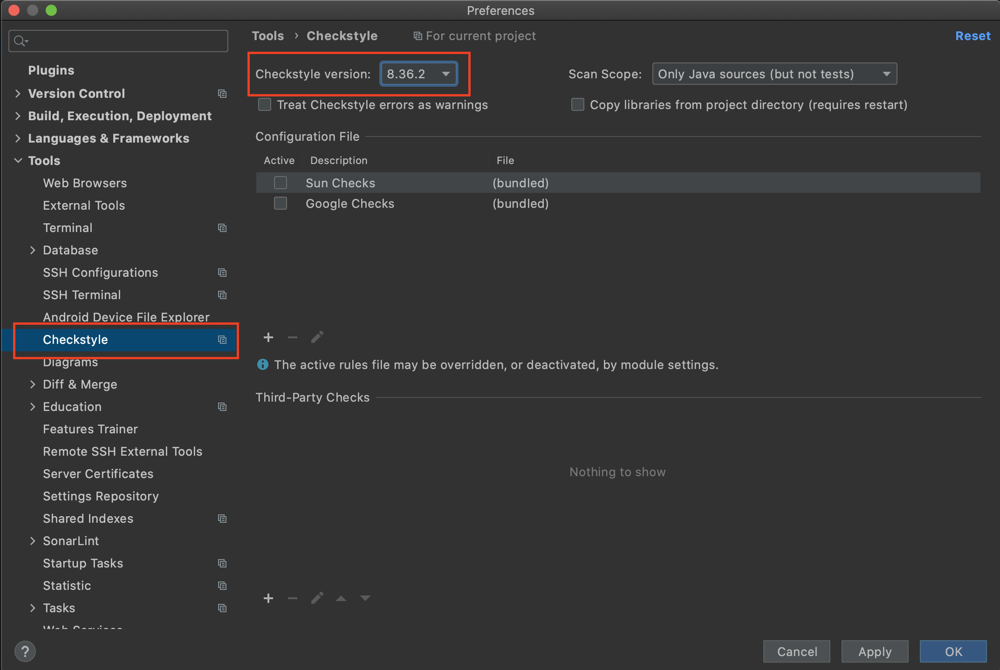 Preferences
Tools › Checkstyle For current project Reset
Plugins
Version Control
Build, Execution, Deployment
Languages & Frameworks
Tools
Web Browsers
External Tools
Terminal
Database
SSH Configurations
SSH Terminal
Android Device File Explorer
Checkstyle
Diagrams
Diff & Merge
Education
Features Trainer
Remote SSH External Tools
Server Certificates
Settings Repository
Shared Indexes
SonarLint
Startup Tasks
Statistic
Tasks
Web Services
Checkstyle version: 8.36.2 Scan Scope: Only Java sources (but not tests)
Treat Checkstyle errors as warnings Copy libraries from project directory (requires restart)
Configuration File
Active Description File
Sun Checks (bundled)
Google Checks (bundled)
The active rules file may be overridden, or deactivated, by module settings.
Third-Party Checks
Nothing to show
? Cancel Apply OK